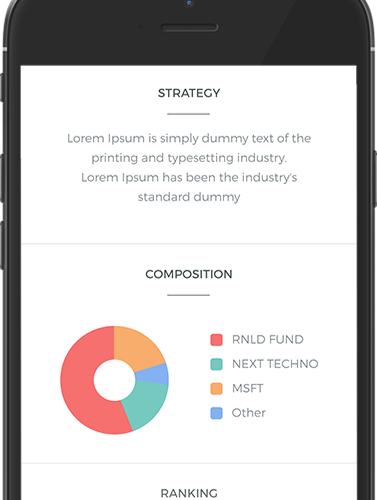 STRATEGY
Lorem Ipsum is simply dummy text of the
printing and typesetting industry.
Lorem Ipsum has been the industry's
standard dummy
COMPOSITION
RNLD FUND
NEXT TECHNO
MSFT
Other
RANKING